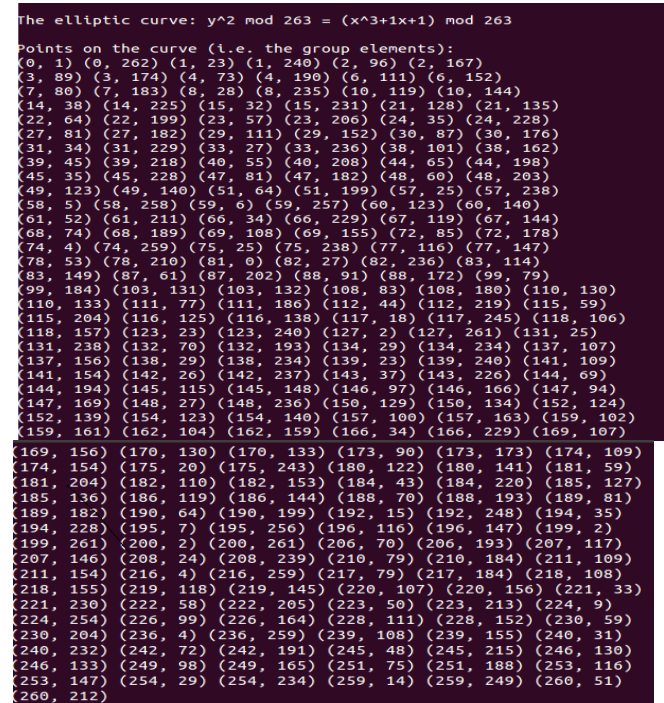 The elliptic curve: y^2 mod 263 = (x^3+1x+1) mod 263
Points on the curve (i.e. the group elements):
(0, 1) (0, 262) (1, 23) (1, 240) (2, 96) (2, 167)
(3, 89) (3, 174) (4, 73) (4, 190) (6, 111) (6, 152)
(7, 80) (7, 183) (8, 28) (8, 235) (10, 119) (10, 144)
(14, 38) (14, 225) (15, 32) (15, 231) (21, 128) (21, 135)
(22, 64) (22, 199) (23, 57) (23, 206) (24, 35) (24, 228)
(27, 81) (27, 182) (29, 111) (29, 152) (30, 87) (30, 176)
(31, 34) (31, 229) (33, 27) (33, 236) (38, 101) (38, 162)
(39, 45) (39, 218) (40, 55) (40, 208) (44, 65) (44, 198)
(45, 35) (45, 228) (47, 81) (47, 182) (48, 60) (48, 203)
(49, 123) (49, 140) (51, 64) (51, 199) (57, 25) (57, 238)
(58, 5) (58, 258) (59, 6) (59, 257) (60, 123) (60, 140)
(61, 52) (61, 211) (66, 34) (66, 229) (67, 119) (67, 144)
(68, 74) (68, 189) (69, 108) (69, 155) (72, 85) (72, 178)
(74, 4) (74, 259) (75, 25) (75, 238) (77, 116) (77, 147)
(78, 53) (78, 210) (81, 0) (82, 27) (82, 236) (83, 114)
(83, 149) (87, 61) (87, 202) (88, 91) (88, 172) (99, 79)
(99, 184) (103, 131) (103, 132) (108, 83) (108, 180) (110, 130)
(110, 133) (111, 77) (111, 186) (112, 44) (112, 219) (115, 59)
(115, 204) (116, 125) (116, 138) (117, 18) (117, 245) (118, 106)
(118, 157) (123, 23) (123, 240) (127, 2) (127, 261) (131, 25)
(131, 238) (132, 70) (132, 193) (134, 29) (134, 234) (137, 107)
(137, 156) (138, 29) (138, 234) (139, 23) (139, 240) (141, 109)
(141, 154) (142, 26) (142, 237) (143, 37) (143, 226) (144, 69)
(144, 194) (145, 115) (145, 148) (146, 97) (146, 166) (147, 94)
(147, 169) (148, 27) (148, 236) (150, 129) (150, 134) (152, 124)
(152, 139) (154, 123) (154, 140) (157, 100) (157, 163) (159, 102)
(159, 161) (162, 104) (162, 159) (166, 34) (166, 229) (169, 107)
(169, 156) (170, 130) (170, 133) (173, 90) (173, 173) (174, 109)
(174, 154) (175, 20) (175, 243) (180, 122) (180, 141) (181, 59)
(181, 204) (182, 110) (182, 153) (184, 43) (184, 220) (185, 127)
(185, 136) (186, 119) (186, 144) (188, 70) (188, 193) (189, 81)
(189, 182) (190, 64) (190, 199) (192, 15) (192, 248) (194, 35)
(194, 228) (195, 7) (195, 256) (196, 116) (196, 147) (199, 2)
(199, 261) (200, 2) (200, 261) (206, 70) (206, 193) (207, 117)
(207, 146) (208, 24) (208, 239) (210, 79) (210, 184) (211, 109)
(211, 154) (216, 4) (216, 259) (217, 79) (217, 184) (218, 108)
(218, 155) (219, 118) (219, 145) (220, 107) (220, 156) (221, 33)
(221, 230) (222, 58) (222, 205) (223, 50) (223, 213) (224, 9)
(224, 254) (226, 99) (226, 164) (228, 111) (228, 152) (230, 59)
(230, 204) (236, 4) (236, 259) (239, 108) (239, 155) (240, 31)
(240, 232) (242, 72) (242, 191) (245, 48) (245, 215) (246, 130)
(246, 133) (249, 98) (249, 165) (251, 75) (251, 188) (253, 116)
(253, 147) (254, 29) (254, 234) (259, 14) (259, 249) (260, 51)
(260, 212)